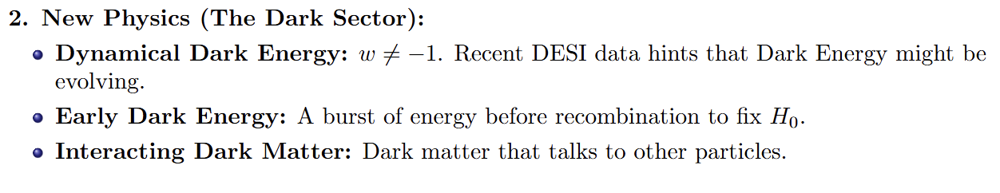 2. New Physics (The Dark Sector):
• Dynamical Dark Energy: w ≠ −1. Recent DESI data hints that Dark Energy might be
evolving.
• Early Dark Energy: A burst of energy before recombination to fix H₀.
• Interacting Dark Matter: Dark matter that talks to other particles.